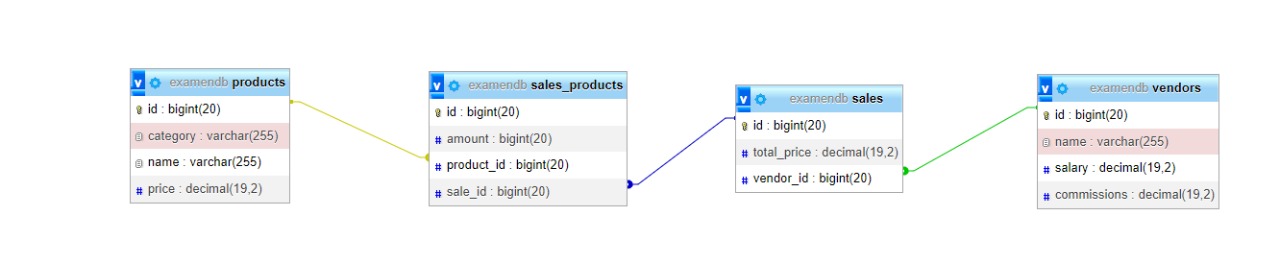 examendb products
id : bigint(20)
category : varchar(255)
name : varchar(255)
# price : decimal(19,2)
examendb sales_products
id : bigint(20)
# amount : bigint(20)
# product_id : bigint(20)
# sale_id : bigint(20)
examendb sales
id : bigint(20)
# total_price : decimal(19,2)
# vendor_id : bigint(20)
examendb vendors
id : bigint(20)
name : varchar(255)
# salary : decimal(19,2)
# commissions : decimal(19,2)